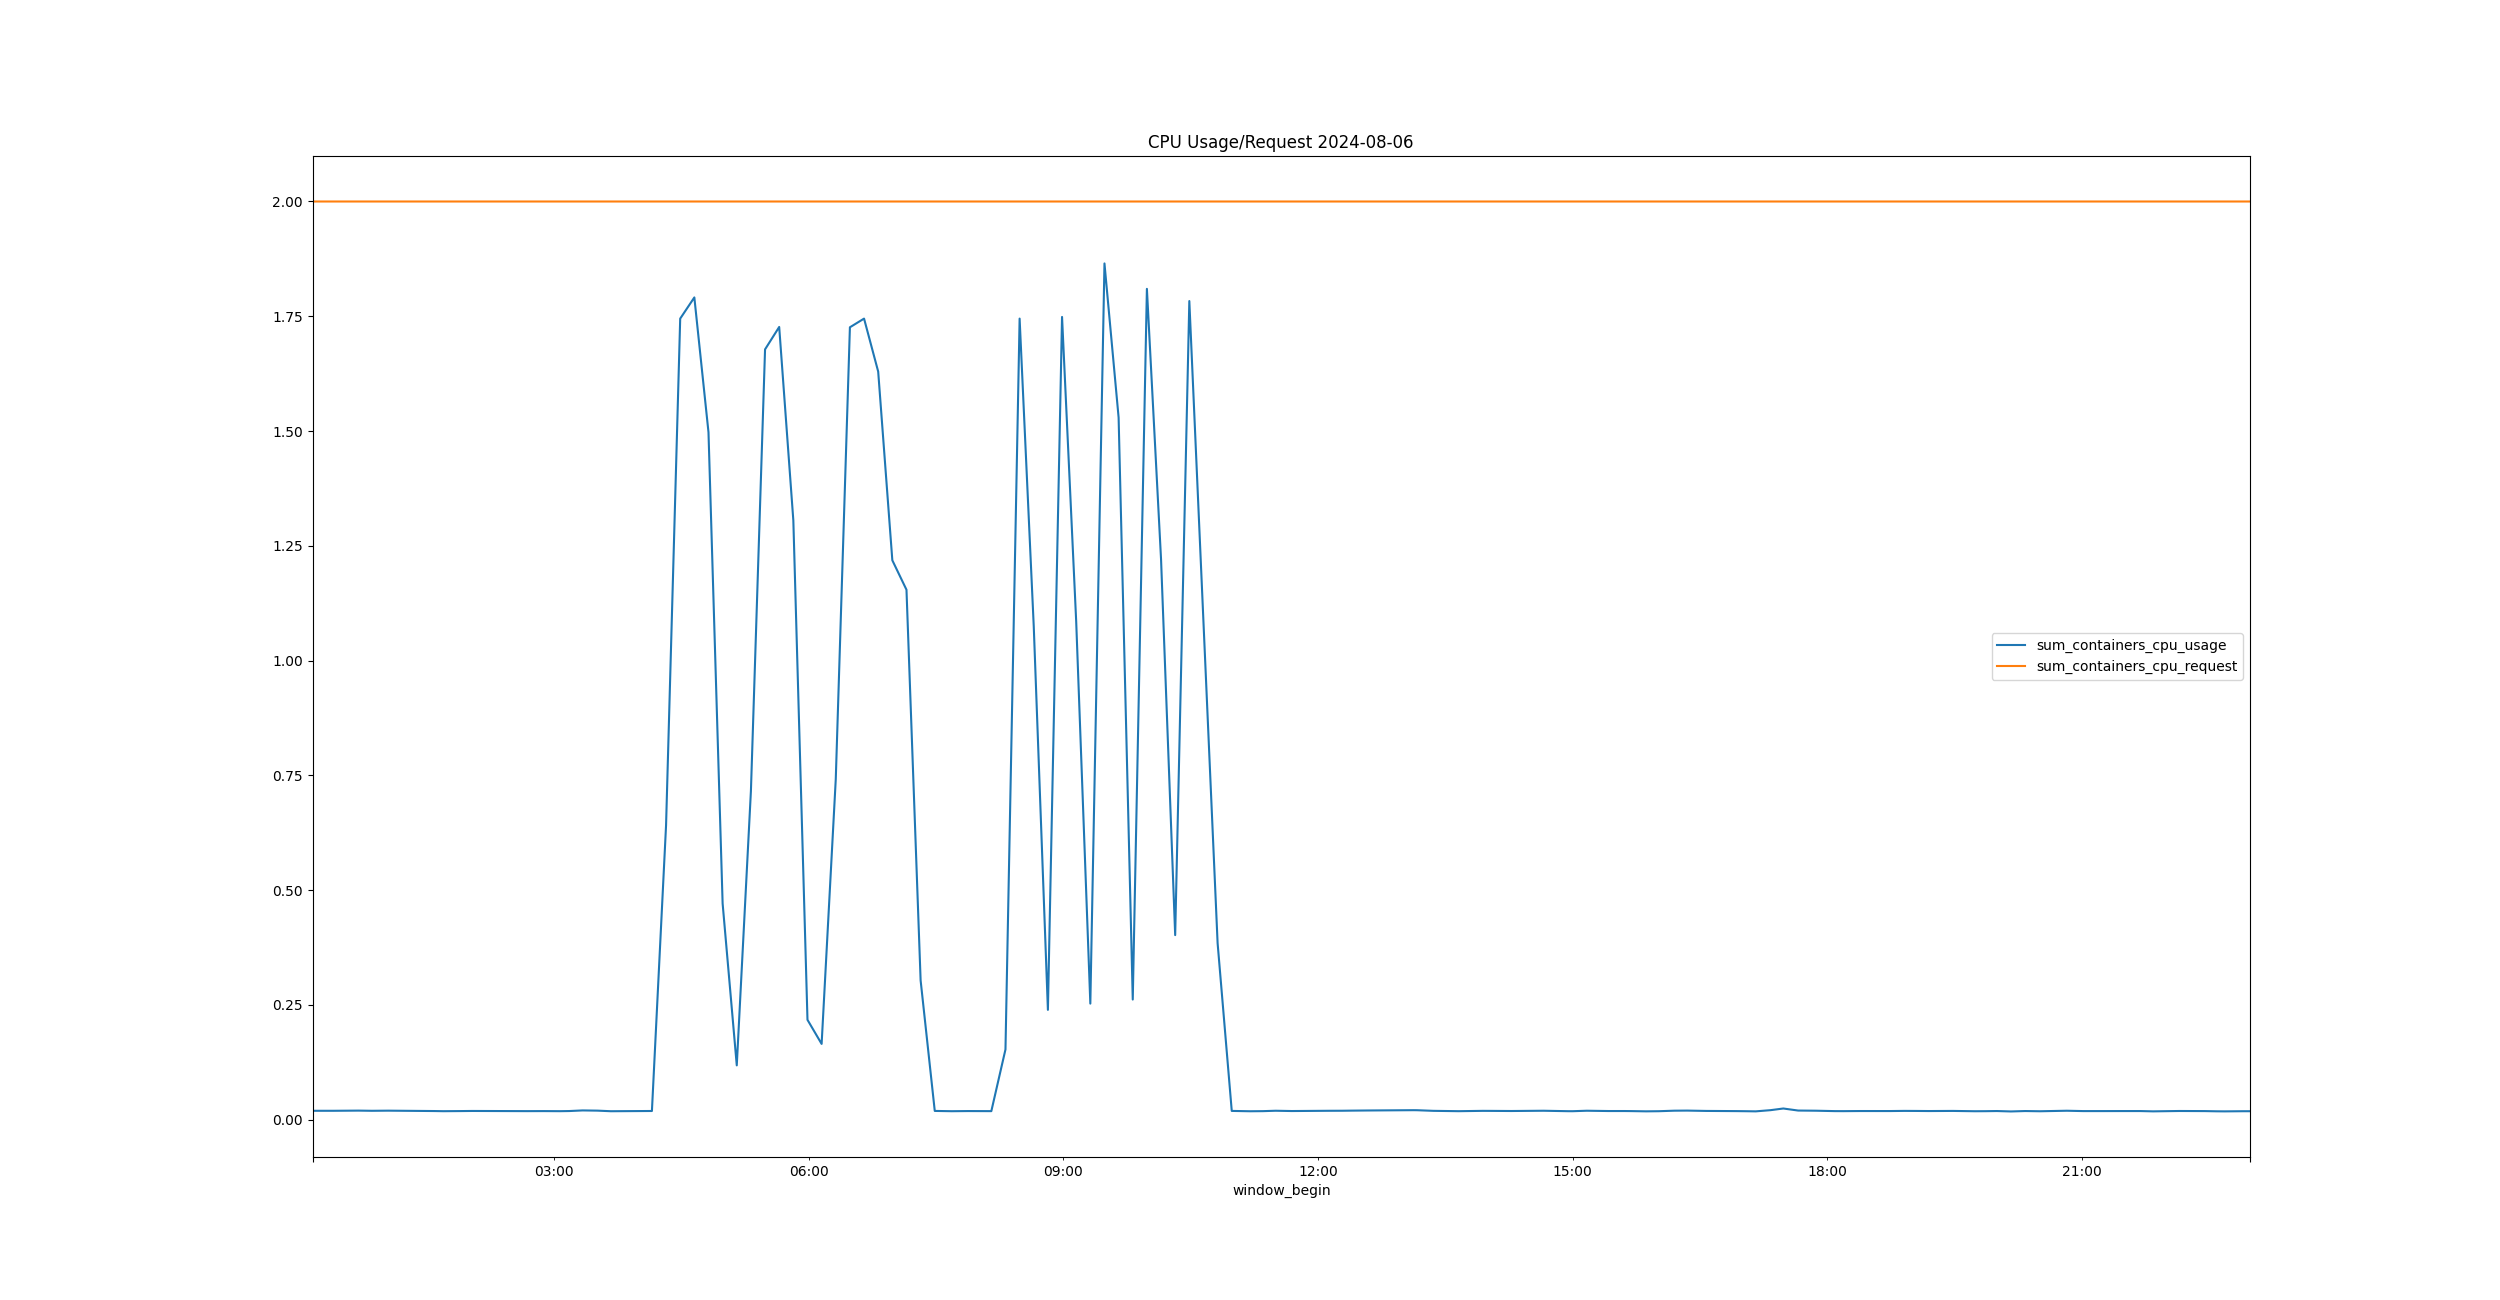 CPU Usage/Request 2024-08-06
2.00
1.75
1.50
1.25
1.00
0.75
0.50
0.25
0.00
sum_containers_cpu_usage
sum_containers_cpu_request
03:00 06:00 09:00 12:00 15:00 18:00 21:00
window_begin